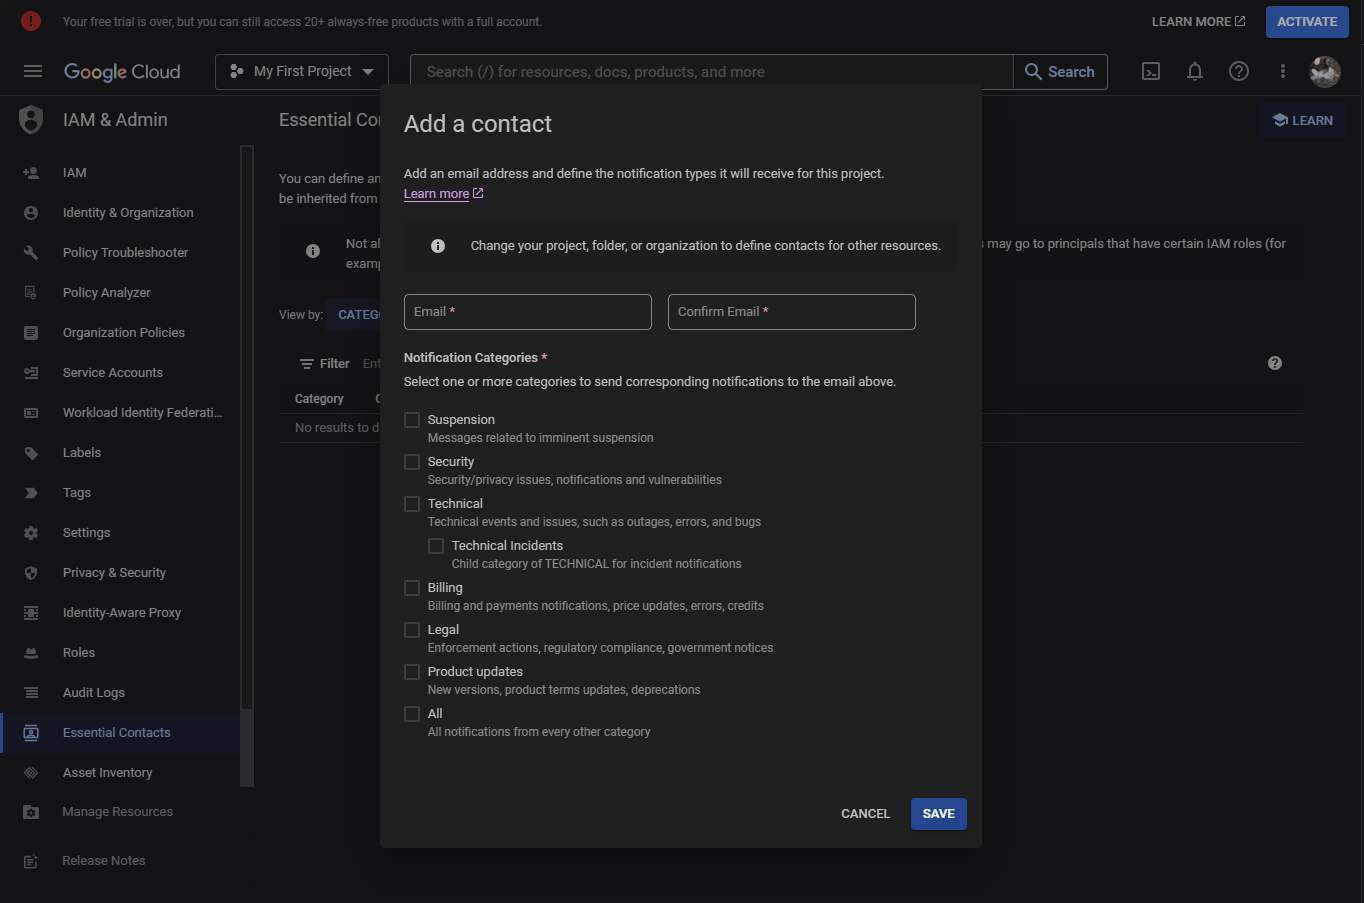 Your free trial is over, but you can still access 20+ always-free products with a full account.
LEARN MORE
ACTIVATE
Google Cloud
My First Project
Search (/) for resources, docs, products, and more
Search
IAM & Admin
IAM
Identity & Organization
Policy Troubleshooter
Policy Analyzer
Organization Policies
Service Accounts
Workload Identity Federati...
Labels
Tags
Settings
Privacy & Security
Identity-Aware Proxy
Roles
Audit Logs
Essential Contacts
Asset Inventory
Manage Resources
Release Notes
Essential Co
LEARN
You can define an
be inherited from
Not al
may go to principals that have certain IAM roles (for
examp
View by:
CATEG
Filter
Ent
Category
No results to d
Add a contact
Add an email address and define the notification types it will receive for this project.
Learn more
Change your project, folder, or organization to define contacts for other resources.
Email *
Confirm Email *
Notification Categories *
Select one or more categories to send corresponding notifications to the email above.
Suspension
Messages related to imminent suspension
Security
Security/privacy issues, notifications and vulnerabilities
Technical
Technical events and issues, such as outages, errors, and bugs
Technical Incidents
Child category of TECHNICAL for incident notifications
Billing
Billing and payments notifications, price updates, errors, credits
Legal
Enforcement actions, regulatory compliance, government notices
Product updates
New versions, product terms updates, deprecations
All
All notifications from every other category
CANCEL
SAVE